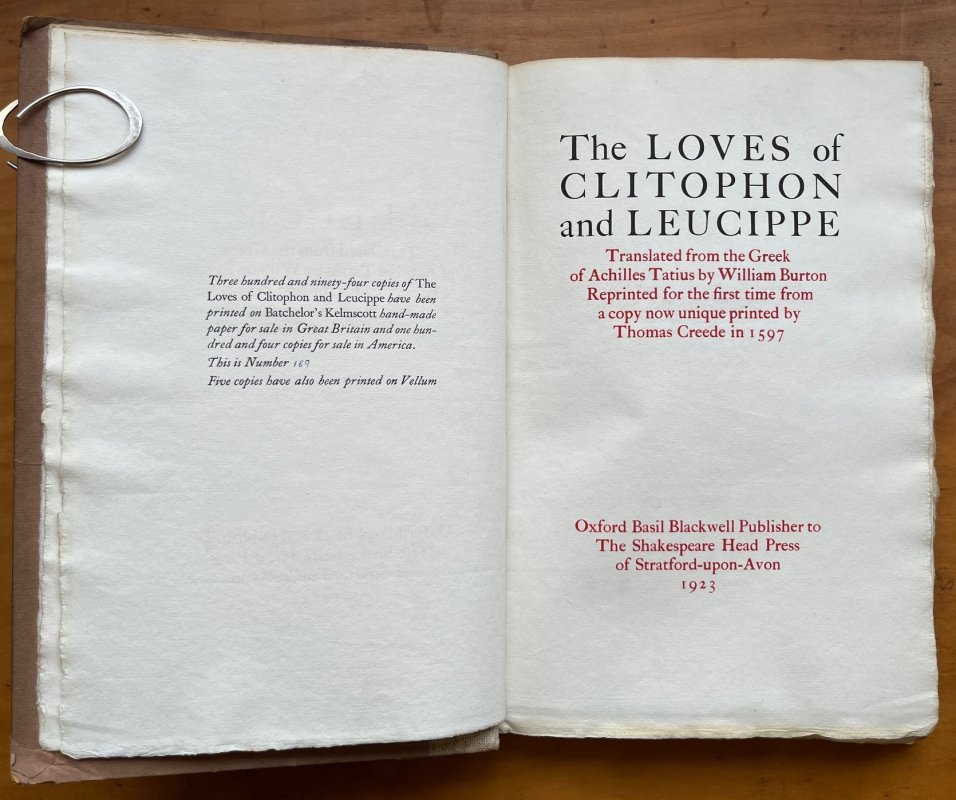 Three hundred and ninety-four copies of The
Loves of Clitophon and Leucippe have been
printed on Batchelor's Kelmscott hand-made
paper for sale in Great Britain and one hun-
dred and four copies for sale in America.
This is Number 189
Five copies have also been printed on Vellum
The LOVES of
CLITOPHON
and LEUCIPPE
Translated from the Greek
of Achilles Tatius by William Burton
Reprinted for the first time from
a copy now unique printed by
Thomas Creede in 1597
Oxford Basil Blackwell Publisher to
The Shakespeare Head Press
of Stratford-upon-Avon
1923